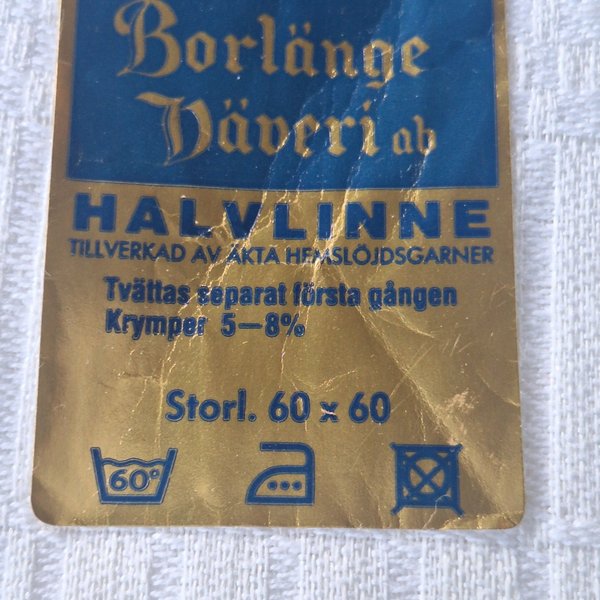 Borlänge
Väveri ab
HALVLINNE
TILLVERKAD AV ÄKTA HEMSLÖJDSGARNER
Tvättas separat första gången
Krymper 5—8%
Storl. 60 x 60
60°